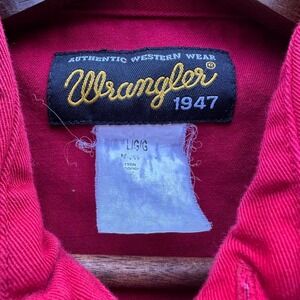 AUTHENTIC WESTERN WEAR
Wrangler®
1947
L/G/G